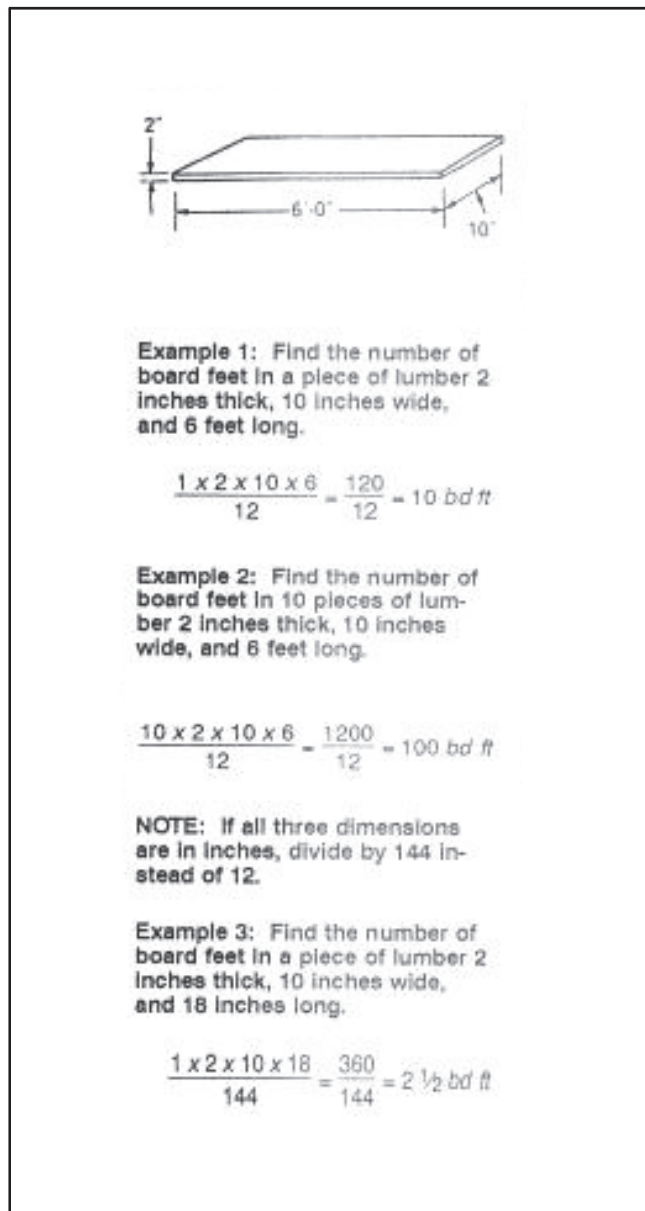 2"
6'-0"
10"
Example 1: Find the number of
board feet in a piece of lumber 2
inches thick, 10 inches wide,
and 6 feet long.
1 x 2 x 10 x 6 / 12 = 120 / 12 = 10 bd ft
Example 2: Find the number of
board feet in 10 pieces of lum-
ber 2 inches thick, 10 inches
wide, and 6 feet long.
10 x 2 x 10 x 6 / 12 = 1200 / 12 = 100 bd ft
NOTE: If all three dimensions
are in inches, divide by 144 in-
stead of 12.
Example 3: Find the number of
board feet in a piece of lumber 2
inches thick, 10 inches wide,
and 18 inches long.
1 x 2 x 10 x 18 / 144 = 360 / 144 = 2 ½ bd ft